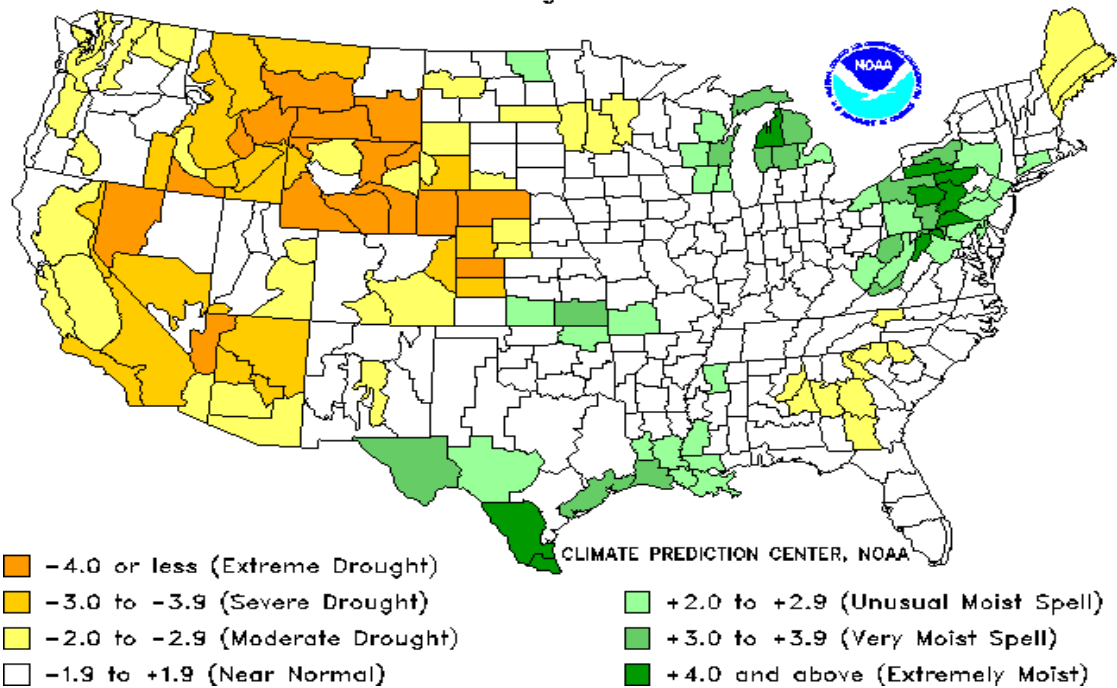 NOAA
CLIMATE PREDICTION CENTER, NOAA
-4.0 or less (Extreme Drought)
-3.0 to -3.9 (Severe Drought)
-2.0 to -2.9 (Moderate Drought)
-1.9 to +1.9 (Near Normal)
+2.0 to +2.9 (Unusual Moist Spell)
+3.0 to +3.9 (Very Moist Spell)
+4.0 and above (Extremely Moist)